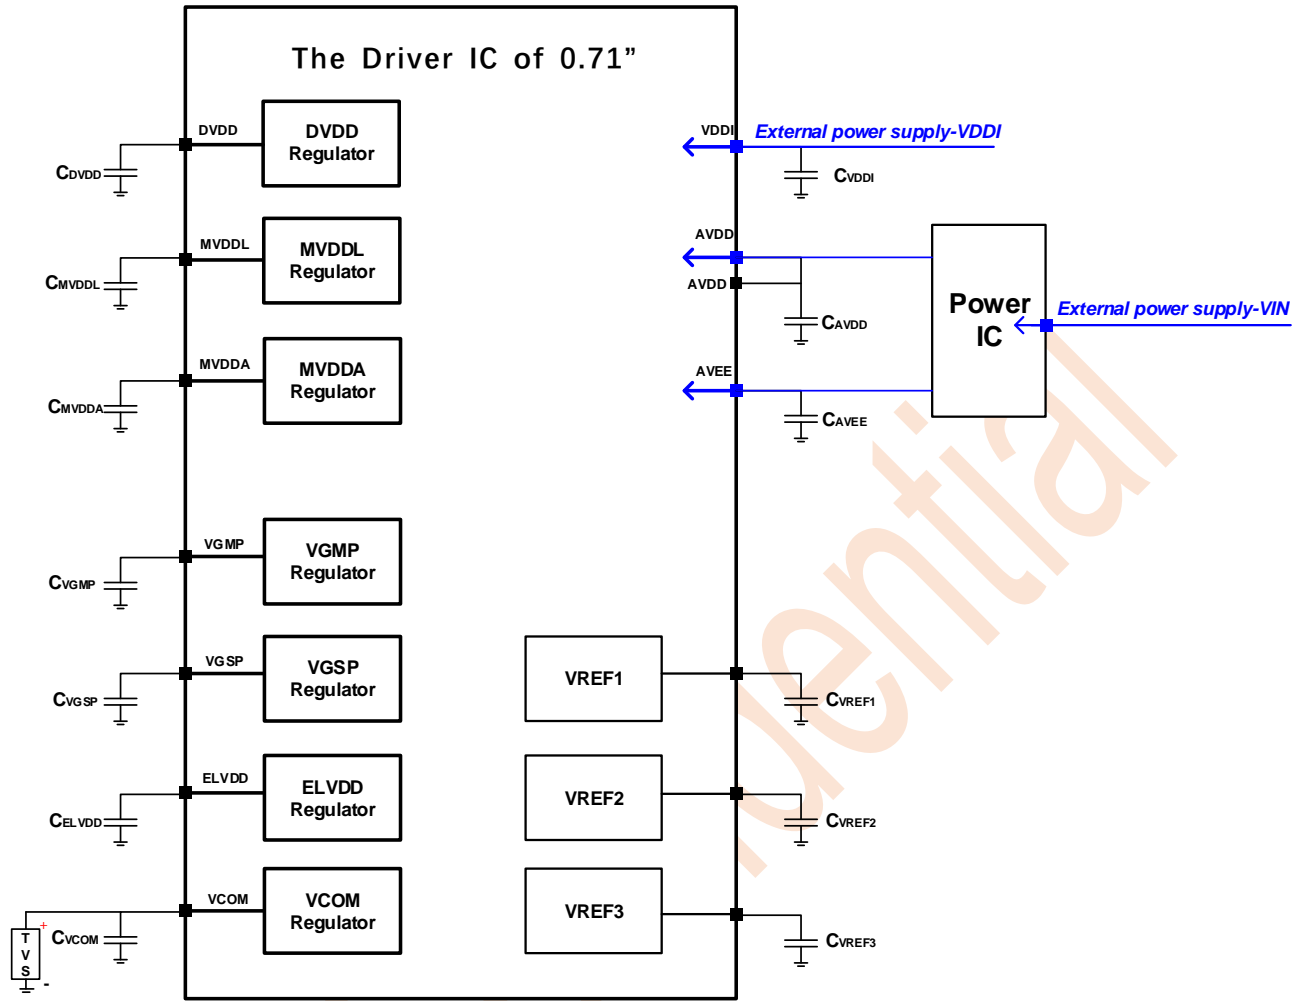 The Driver IC of 0.71”
DVDD
DVDD
Regulator
CDVDD
VDDI
External power supply-VDDI
CVDDI
MVDDL
MVDDL
Regulator
CMVDDL
AVDD
AVDD
CAVDD
Power
IC
External power supply-VIN
MVDDA
MVDDA
Regulator
CMVDDA
AVEE
CAVEE
VGMP
VGMP
Regulator
CVGMP
VGSP
VGSP
Regulator
CVGSP
VREF1
CVREF1
ELVDD
ELVDD
Regulator
CELVDD
VREF2
CVREF2
VCOM
VCOM
Regulator
CVCOM
+
T
V
S
-
VREF3
CVREF3
dential